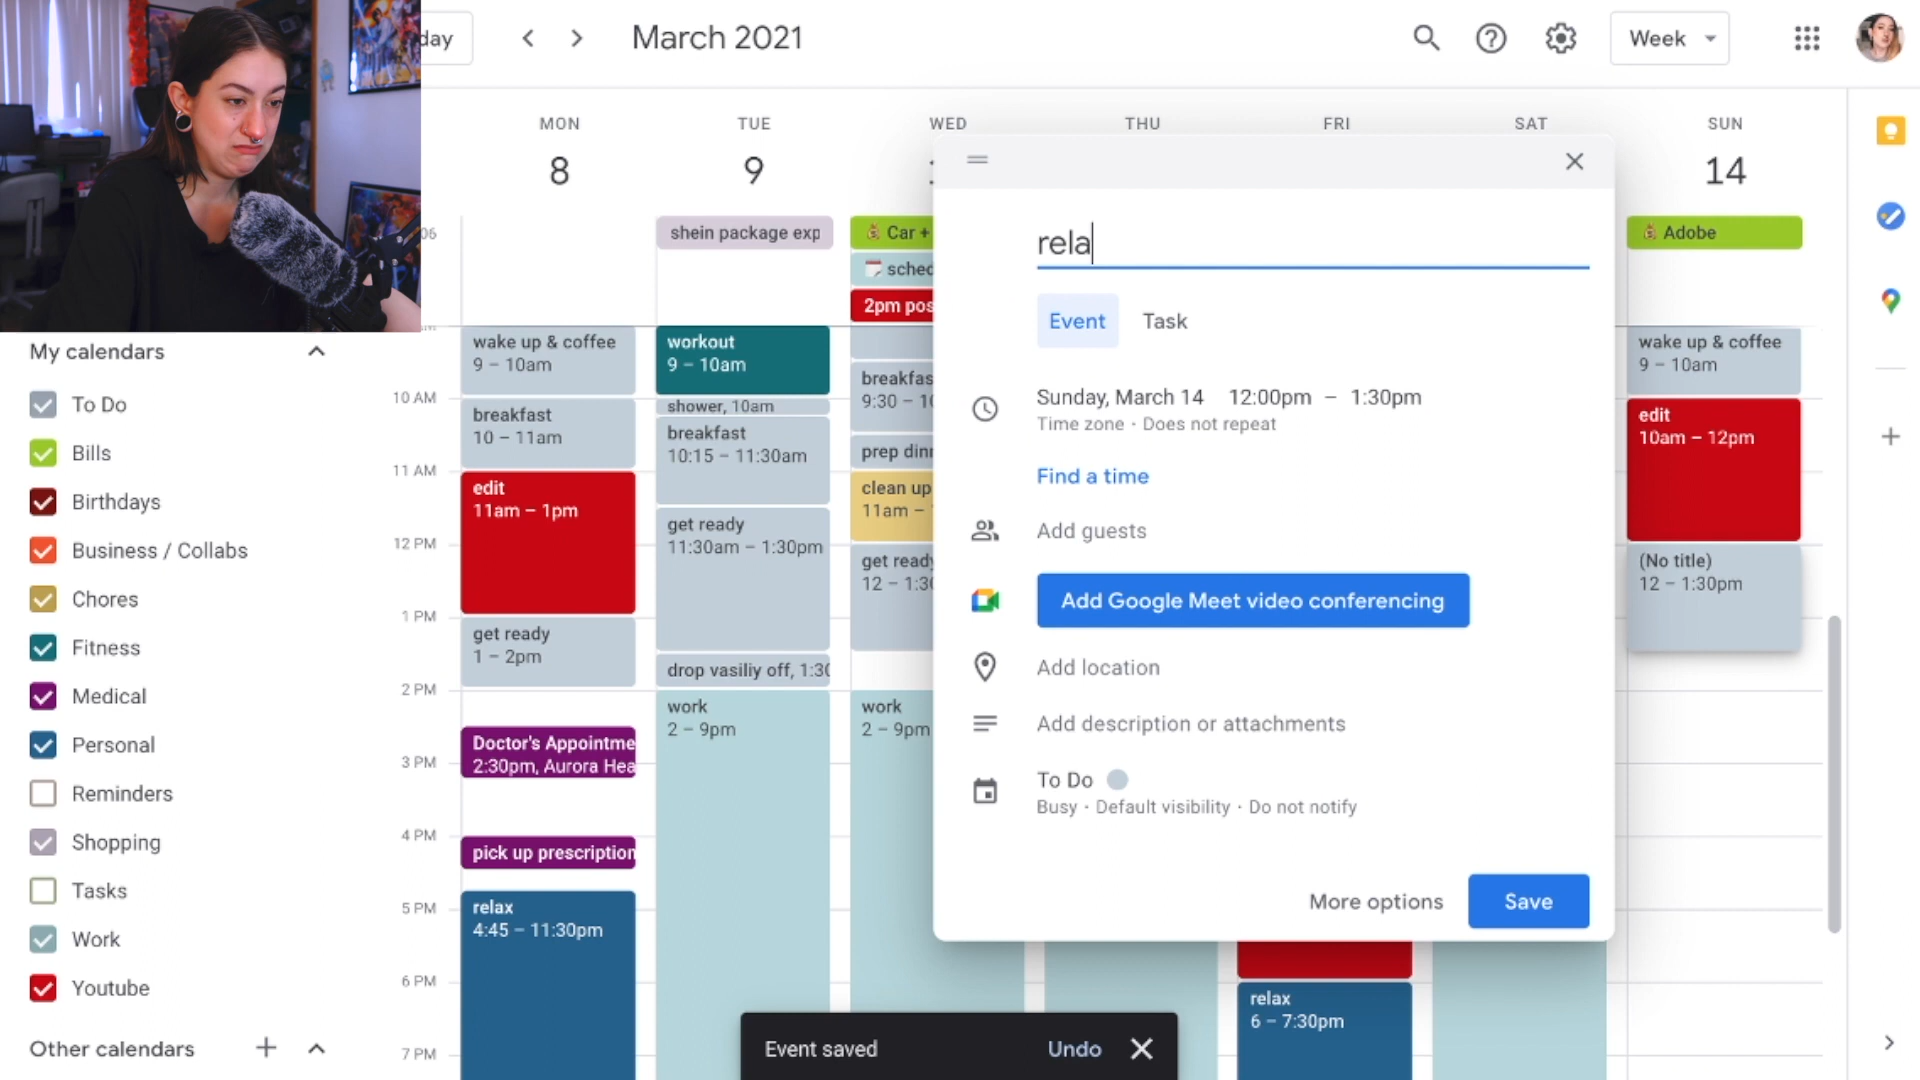 day
March 2021
Week
MON
TUE
WED
THU
FRI
SAT
SUN
8
9
14
06
shein package exp
🗓 sched
2pm pos
💰 Car +
💰 Adobe
My calendars
To Do
Bills
Birthdays
Business / Collabs
Chores
Fitness
Medical
Personal
Reminders
Shopping
Tasks
Work
Youtube
Other calendars
10 AM
11 AM
12 PM
1 PM
2 PM
3 PM
4 PM
5 PM
6 PM
7 PM
wake up & coffee
9 – 10am
breakfast
10 – 11am
edit
11am – 1pm
get ready
1 – 2pm
Doctor's Appointme
2:30pm, Aurora Hea
pick up prescription
relax
4:45 – 11:30pm
workout
9 – 10am
shower, 10am
breakfast
10:15 – 11:30am
get ready
11:30am – 1:30pm
drop vasiliy off, 1:30
work
2 – 9pm
breakfas
9:30 – 10
prep dinn
clean up
11am –
get ready
12 – 1:30
work
2 – 9pm
rela
Event
Task
Sunday, March 14 12:00pm – 1:30pm
Time zone · Does not repeat
Find a time
Add guests
Add Google Meet video conferencing
Add location
Add description or attachments
To Do
Busy · Default visibility · Do not notify
More options
Save
relax
6 – 7:30pm
wake up & coffee
9 – 10am
edit
10am – 12pm
(No title)
12 – 1:30pm
Event saved
Undo